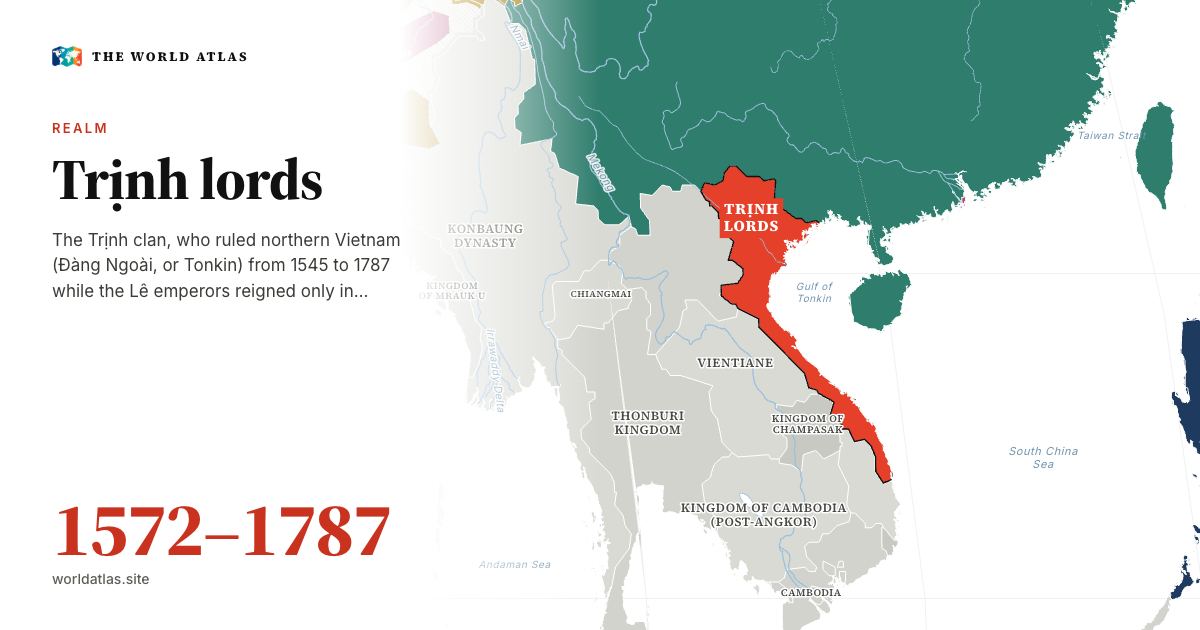 THE WORLD ATLAS
REALM
Trịnh lords
The Trịnh clan, who ruled northern Vietnam
(Đàng Ngoài, or Tonkin) from 1545 to 1787
while the Lê emperors reigned only in...
1572–1787
worldatlas.site
Nmai
Mekong
Taiwan Strait
TRỊNH
LORDS
KONBAUNG
DYNASTY
KINGDOM
OF MRAUK U
CHIANGMAI
Gulf of
Tonkin
Irrawaddy Delta
VIENTIANE
THONBURI
KINGDOM
KINGDOM OF
CHAMPASAK
South China
Sea
KINGDOM OF CAMBODIA
(POST-ANGKOR)
Andaman Sea
CAMBODIA